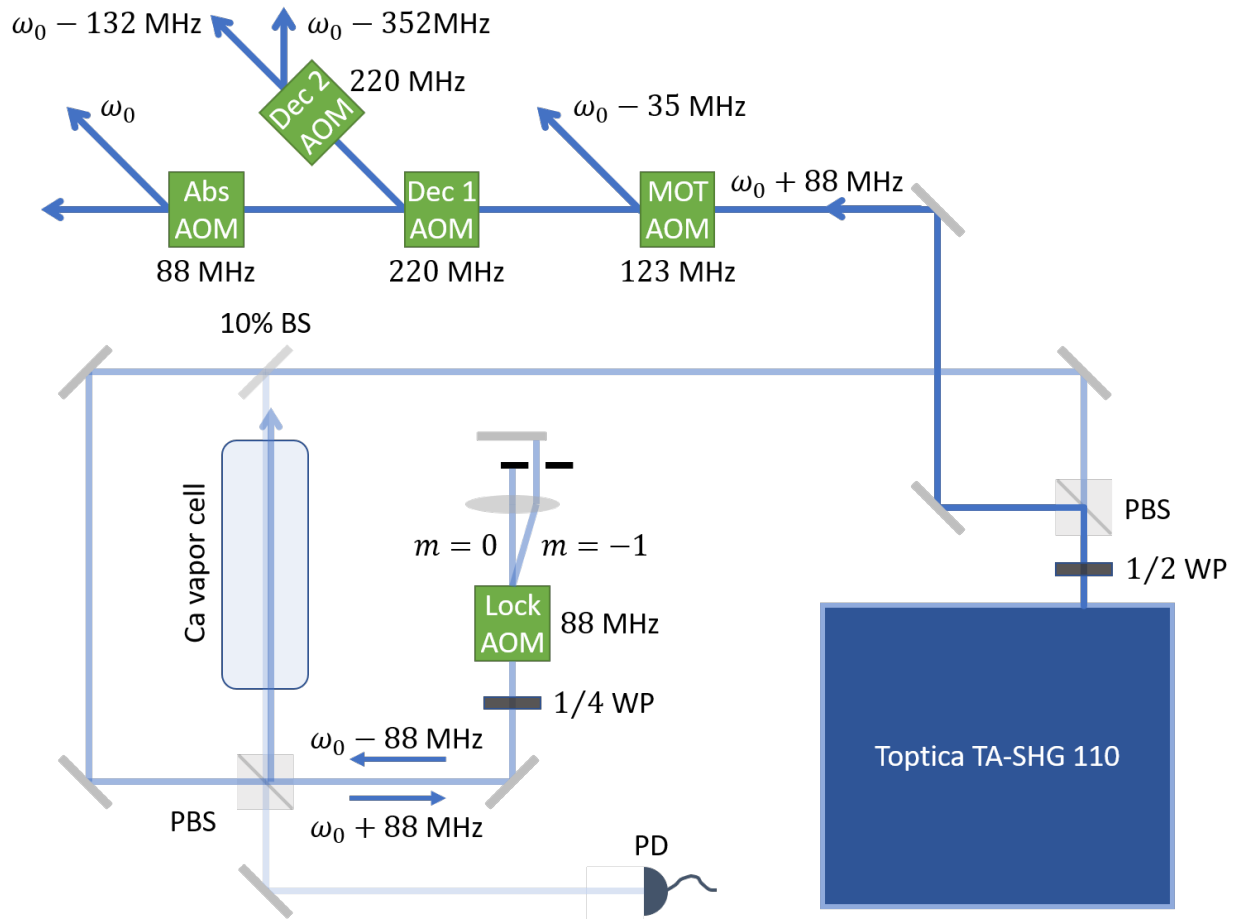 ω₀ − 132 MHz
ω₀ − 352MHz
220 MHz
Dec 2
AOM
ω₀
ω₀ − 35 MHz
Abs
AOM
Dec 1
AOM
MOT
AOM
ω₀ + 88 MHz
88 MHz
220 MHz
123 MHz
10% BS
Ca vapor cell
m = 0
m = −1
PBS
1/2 WP
Lock
AOM
88 MHz
1/4 WP
ω₀ − 88 MHz
Toptica TA-SHG 110
PBS
ω₀ + 88 MHz
PD